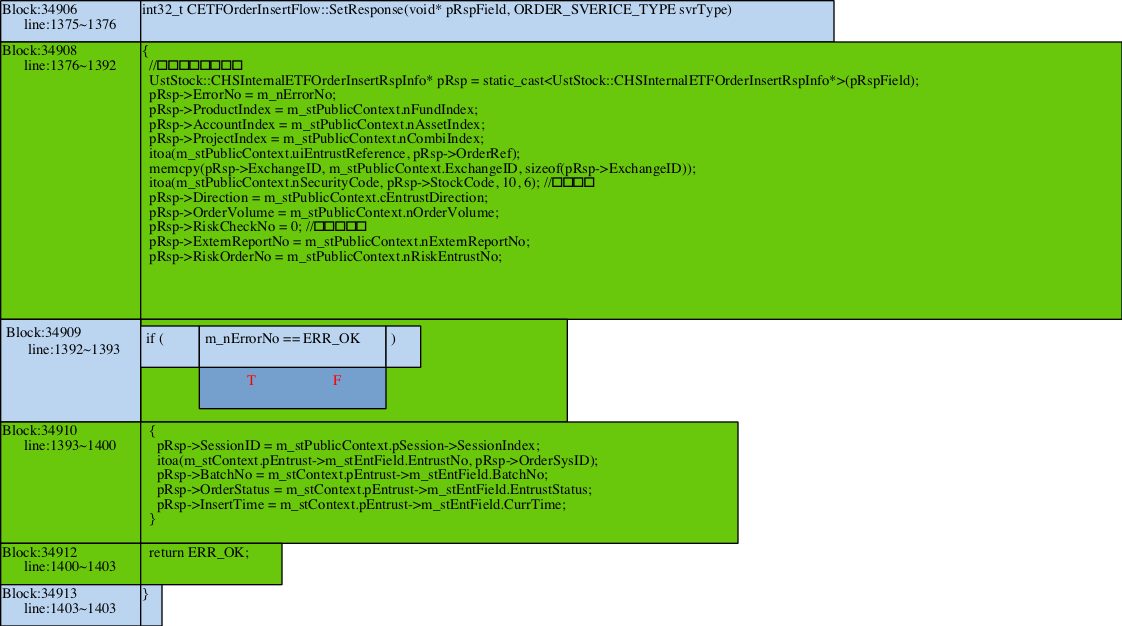 Block:34906
line:1375~1376
int32_t CETFOrderInsertFlow::SetResponse(void* pRspField, ORDER_SVERICE_TYPE svrType)
Block:34908
line:1376~1392
{
//□□□□□□□□
UstStock::CHSInternalETFOrderInsertRspInfo* pRsp = static_cast<UstStock::CHSInternalETFOrderInsertRspInfo*>(pRspField);
pRsp->ErrorNo = m_nErrorNo;
pRsp->ProductIndex = m_stPublicContext.nFundIndex;
pRsp->AccountIndex = m_stPublicContext.nAssetIndex;
pRsp->ProjectIndex = m_stPublicContext.nCombiIndex;
itoa(m_stPublicContext.uiEntrustReference, pRsp->OrderRef);
memcpy(pRsp->ExchangeID, m_stPublicContext.ExchangeID, sizeof(pRsp->ExchangeID));
itoa(m_stPublicContext.nSecurityCode, pRsp->StockCode, 10, 6); //□□□□
pRsp->Direction = m_stPublicContext.cEntrustDirection;
pRsp->OrderVolume = m_stPublicContext.nOrderVolume;
pRsp->RiskCheckNo = 0; //□□□□□
pRsp->ExternReportNo = m_stPublicContext.nExternReportNo;
pRsp->RiskOrderNo = m_stPublicContext.nRiskEntrustNo;
Block:34909
line:1392~1393
if ( m_nErrorNo == ERR_OK )
T F
Block:34910
line:1393~1400
{
pRsp->SessionID = m_stPublicContext.pSession->SessionIndex;
itoa(m_stContext.pEntrust->m_stEntField.EntrustNo, pRsp->OrderSysID);
pRsp->BatchNo = m_stContext.pEntrust->m_stEntField.BatchNo;
pRsp->OrderStatus = m_stContext.pEntrust->m_stEntField.EntrustStatus;
pRsp->InsertTime = m_stContext.pEntrust->m_stEntField.CurrTime;
}
Block:34912
line:1400~1403
return ERR_OK;
Block:34913
line:1403~1403
}